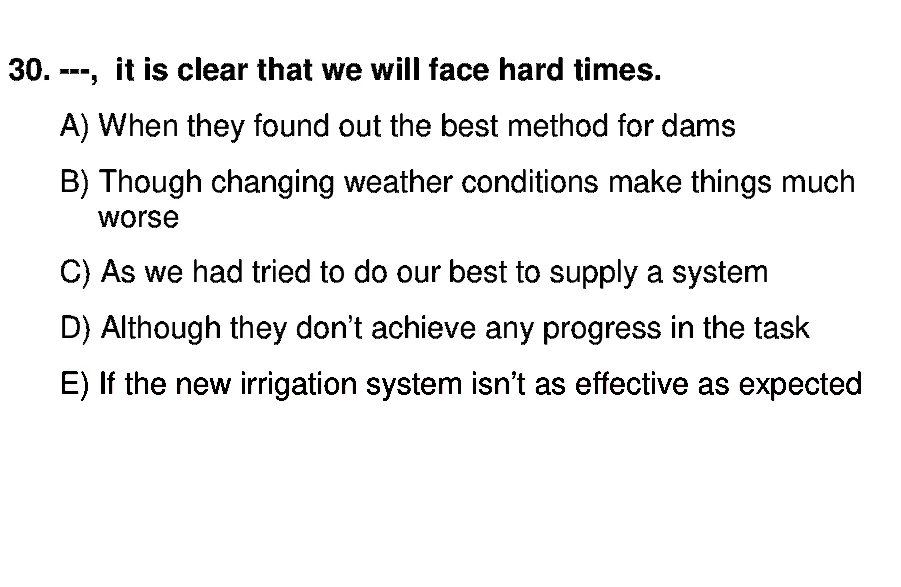 30. ---, it is clear that we will face hard times.
A) When they found out the best method for dams
B) Though changing weather conditions make things much
worse
C) As we had tried to do our best to supply a system
D) Although they don't achieve any progress in the task
E) If the new irrigation system isn't as effective as expected